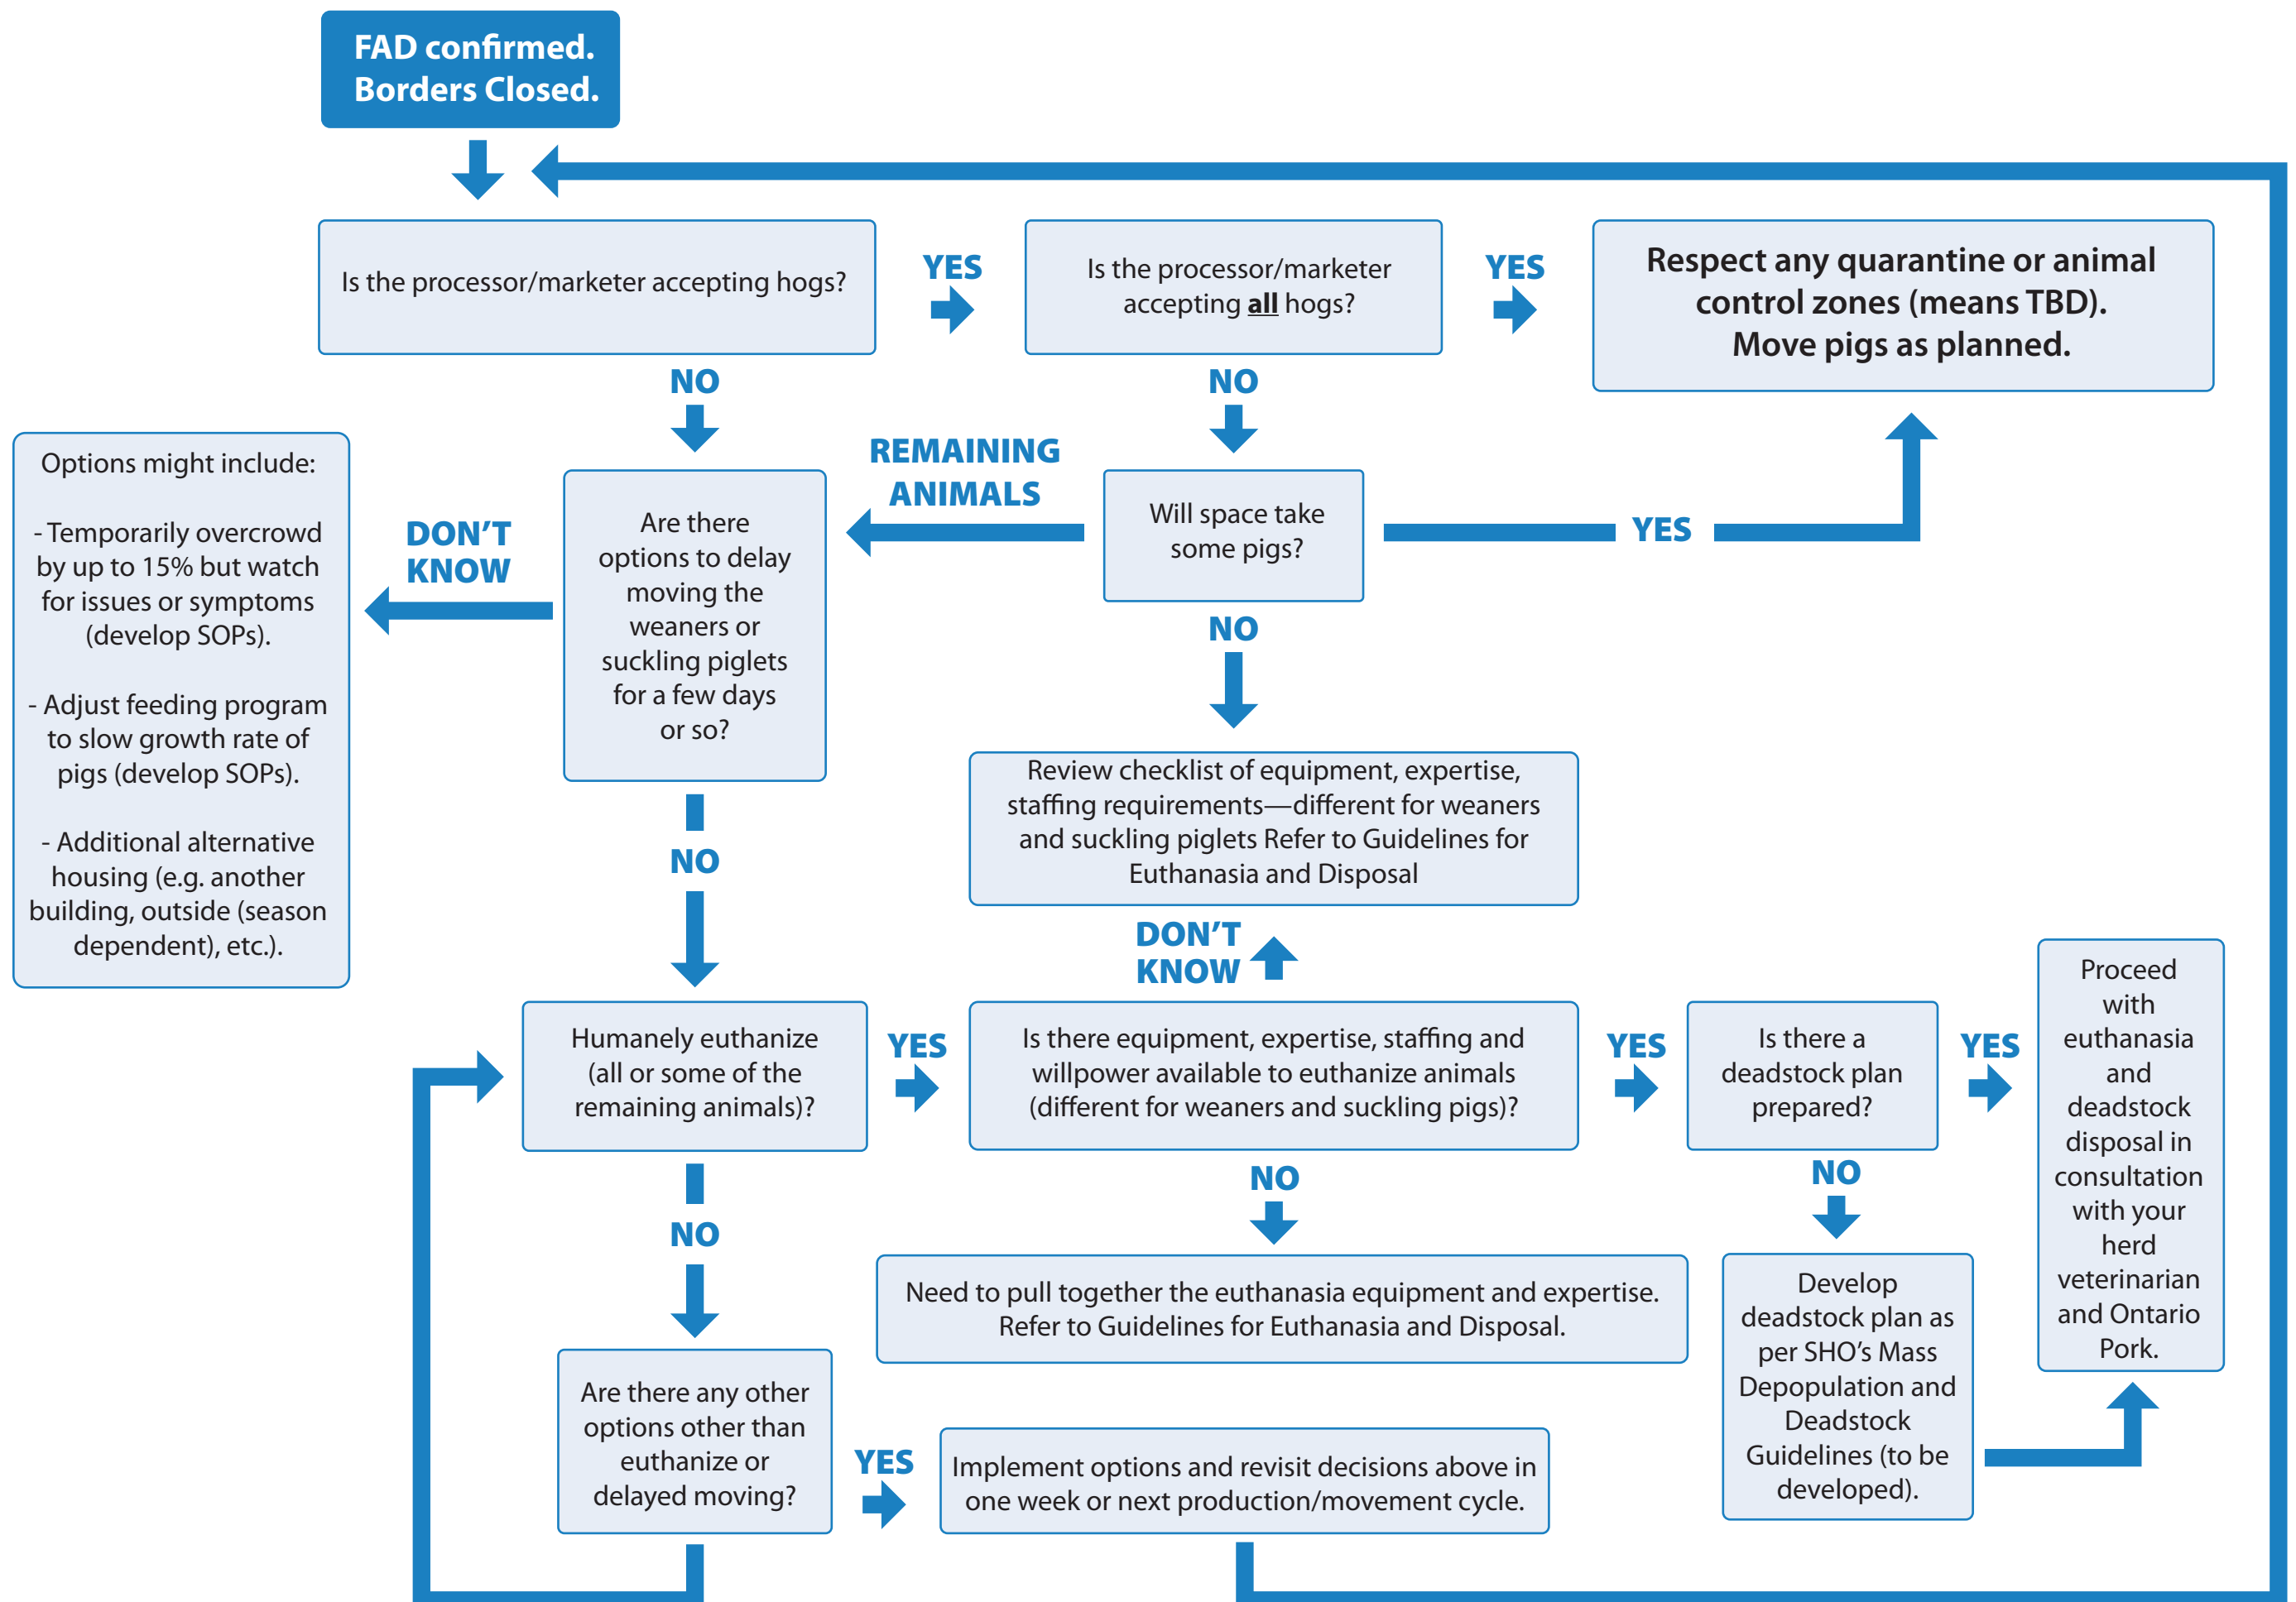 FAD confirmed.
Borders Closed.
Is the processor/marketer accepting hogs?
YES
Is the processor/marketer
accepting all hogs?
YES
Respect any quarantine or animal
control zones (means TBD).
Move pigs as planned.
NO
NO
Options might include:
- Temporarily overcrowd
by up to 15% but watch
for issues or symptoms
(develop SOPs).
- Adjust feeding program
to slow growth rate of
pigs (develop SOPs).
- Additional alternative
housing (e.g. another
building, outside (season
dependent), etc.).
DON'T
KNOW
Are there
options to delay
moving the
weaners or
suckling piglets
for a few days
or so?
REMAINING
ANIMALS
Will space take
some pigs?
YES
NO
Review checklist of equipment, expertise,
staffing requirements—different for weaners
and suckling piglets Refer to Guidelines for
Euthanasia and Disposal
NO
DON'T
KNOW
Humanely euthanize
(all or some of the
remaining animals)?
YES
Is there equipment, expertise, staffing and
willpower available to euthanize animals
(different for weaners and suckling pigs)?
YES
Is there a
deadstock plan
prepared?
YES
Proceed
with
euthanasia
and
deadstock
disposal in
consultation
with your
herd
veterinarian
and Ontario
Pork.
NO
NO
NO
Need to pull together the euthanasia equipment and expertise.
Refer to Guidelines for Euthanasia and Disposal.
Develop
deadstock plan as
per SHO's Mass
Depopulation and
Deadstock
Guidelines (to be
developed).
Are there any other
options other than
euthanize or
delayed moving?
YES
Implement options and revisit decisions above in
one week or next production/movement cycle.